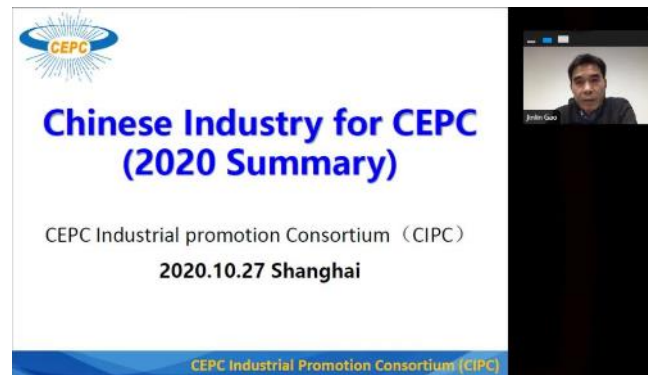 CEPC
Chinese Industry for CEPC
(2020 Summary)
CEPC Industrial promotion Consortium（CIPC）
2020.10.27 Shanghai
CEPC Industrial Promotion Consortium (CIPC)
Gao